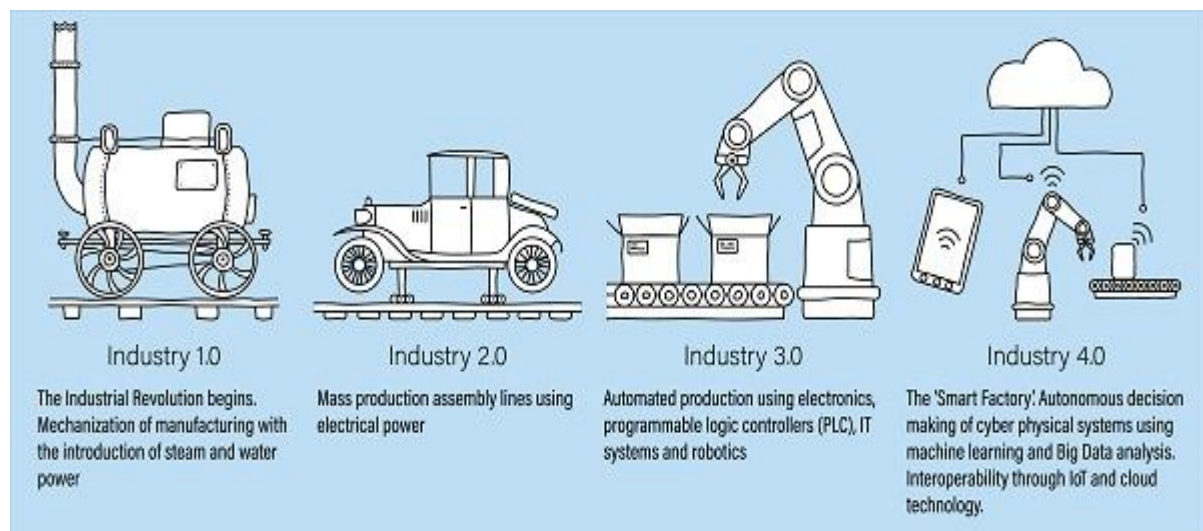 Industry 1.0
The Industrial Revolution begins.
Mechanization of manufacturing with
the introduction of steam and water
power
Industry 2.0
Mass production assembly lines using
electrical power
Industry 3.0
Automated production using electronics,
programmable logic controllers (PLC), IT
systems and robotics
Industry 4.0
The 'Smart Factory'. Autonomous decision
making of cyber physical systems using
machine learning and Big Data analysis.
Interoperability through IoT and cloud
technology.